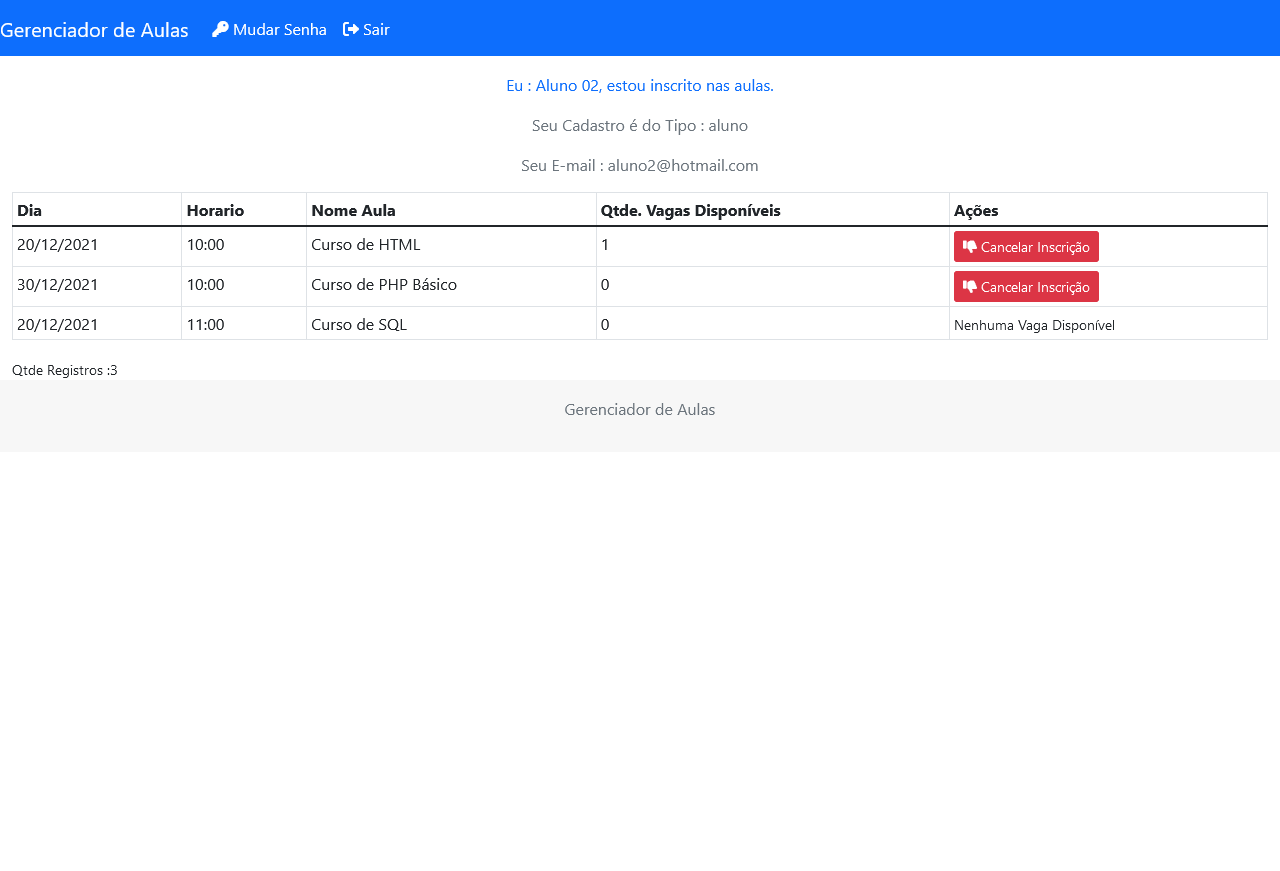 Gerenciador de Aulas Mudar Senha Sair
Eu : Aluno 02, estou inscrito nas aulas.
Seu Cadastro é do Tipo : aluno
Seu E-mail : aluno2@hotmail.com
Dia Horario Nome Aula Qtde. Vagas Disponíveis Ações
20/12/2021 10:00 Curso de HTML 1 Cancelar Inscrição
30/12/2021 10:00 Curso de PHP Básico 0 Cancelar Inscrição
20/12/2021 11:00 Curso de SQL 0 Nenhuma Vaga Disponível
Qtde Registros :3
Gerenciador de Aulas